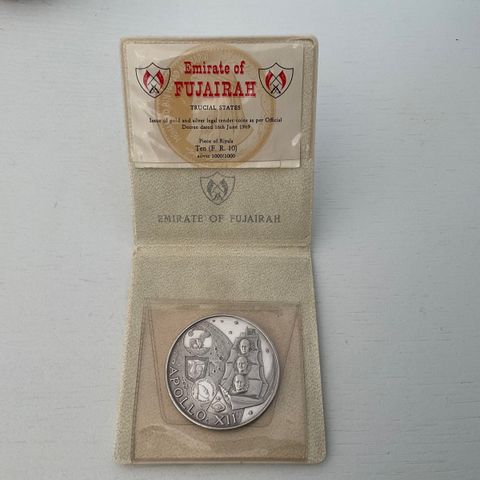 Emirate of
FUJAIRAH
TRUCIAL STATES
Issue of gold and silver legal tender coins as per Official
Decree dated 16th June 1969
Piece of Riyals
Ten (F. R. 10)
silver 1000/1000
EMIRATE OF FUJAIRAH
APOLLO XII